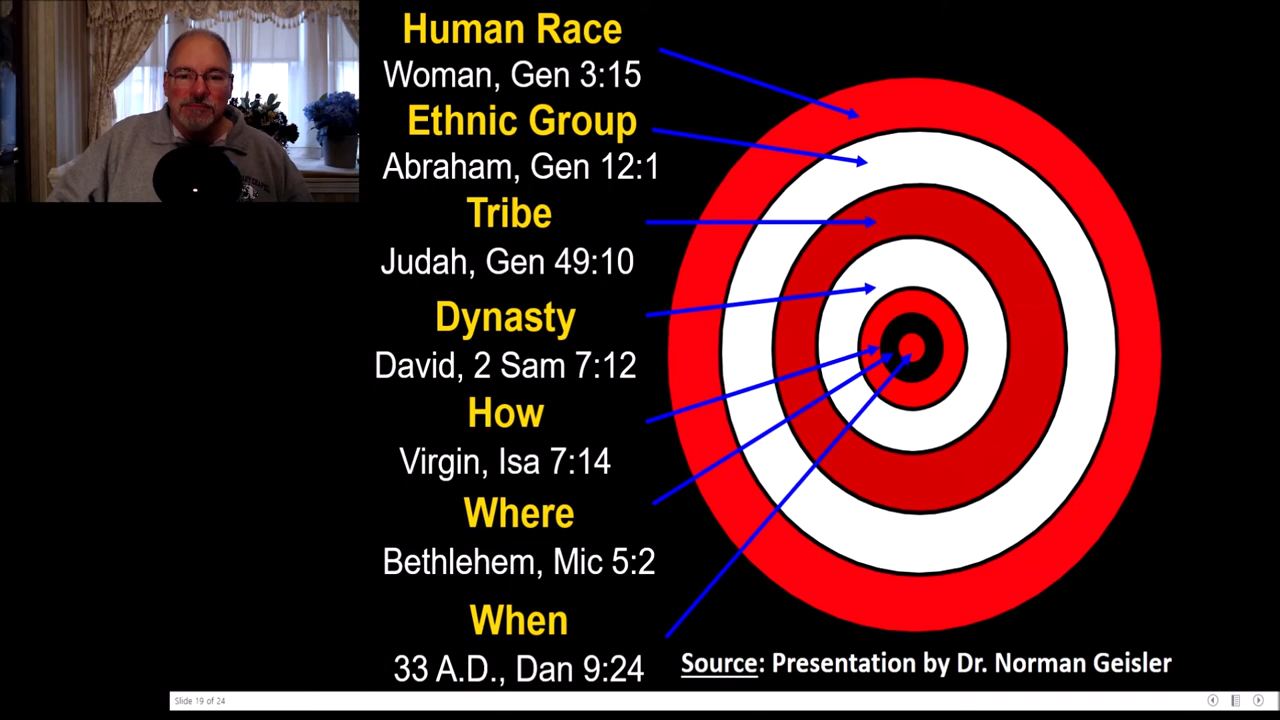 Human Race
Woman, Gen 3:15
Ethnic Group
Abraham, Gen 12:1
Tribe
Judah, Gen 49:10
Dynasty
David, 2 Sam 7:12
How
Virgin, Isa 7:14
Where
Bethlehem, Mic 5:2
When
33 A.D., Dan 9:24
Source: Presentation by Dr. Norman Geisler
Slide 19 of 24